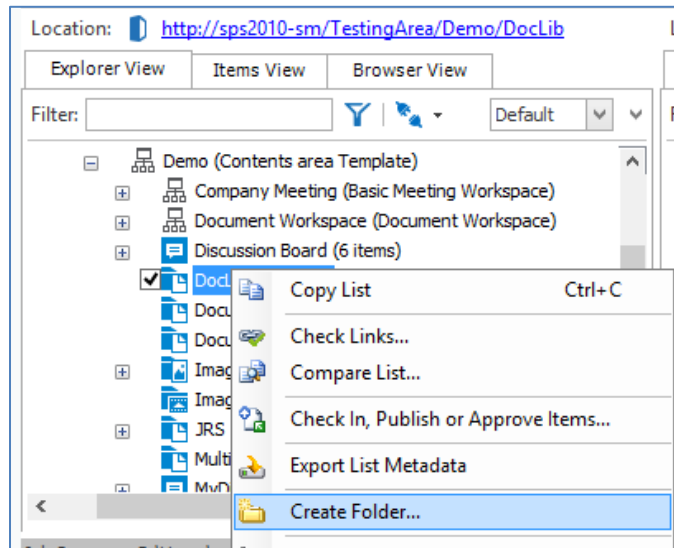 Location: http://sps2010-sm/TestingArea/Demo/DocLib
Explorer View Items View Browser View
Filter: Default
Demo (Contents area Template)
Company Meeting (Basic Meeting Workspace)
Document Workspace (Document Workspace)
Discussion Board (6 items)
Copy List Ctrl+C
Check Links...
Compare List...
JRS
Check In, Publish or Approve Items...
Export List Metadata
Create Folder...